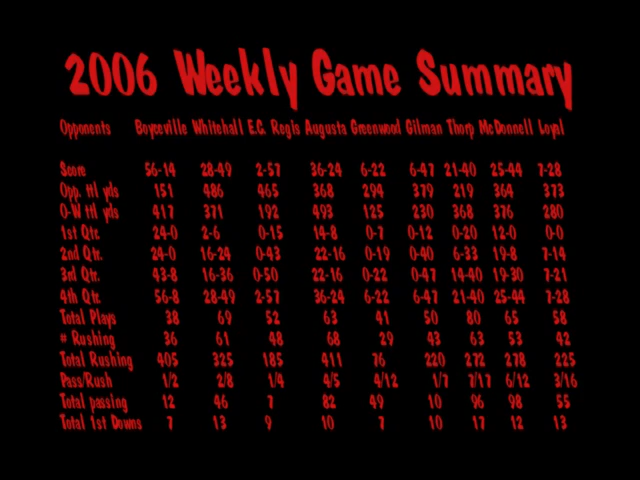 2006 Weekly Game Summary
Opponents Boyceville Whitehall E.C. Regis Augusta Greenwood Gilman Thorp McDonnell Loyal
Score 56-14 28-49 2-57 36-24 6-22 6-47 21-40 25-44 7-28
Opp. ttl yds 151 486 465 368 294 379 219 364 373
O-W ttl yds 417 371 192 493 125 230 368 376 280
1st Qtr. 24-0 2-6 0-15 14-8 0-7 0-12 0-20 12-0 0-0
2nd Qtr. 24-0 16-24 0-43 22-16 0-19 0-40 6-33 19-8 7-14
3rd Qtr. 43-8 16-36 0-50 22-16 0-22 0-47 14-40 19-30 7-21
4th Qtr. 56-8 28-49 2-57 36-24 6-22 6-47 21-40 25-44 7-28
Total Plays 38 69 52 63 41 50 80 65 58
# Rushing 36 61 48 68 29 43 63 53 42
Total Rushing 405 325 185 411 76 220 272 278 225
Pass/Rush 1/2 2/8 1/4 4/5 4/12 1/7 7/17 6/12 3/16
Total passing 12 46 7 82 49 10 96 98 55
Total 1st Downs 7 13 9 10 7 10 17 12 13